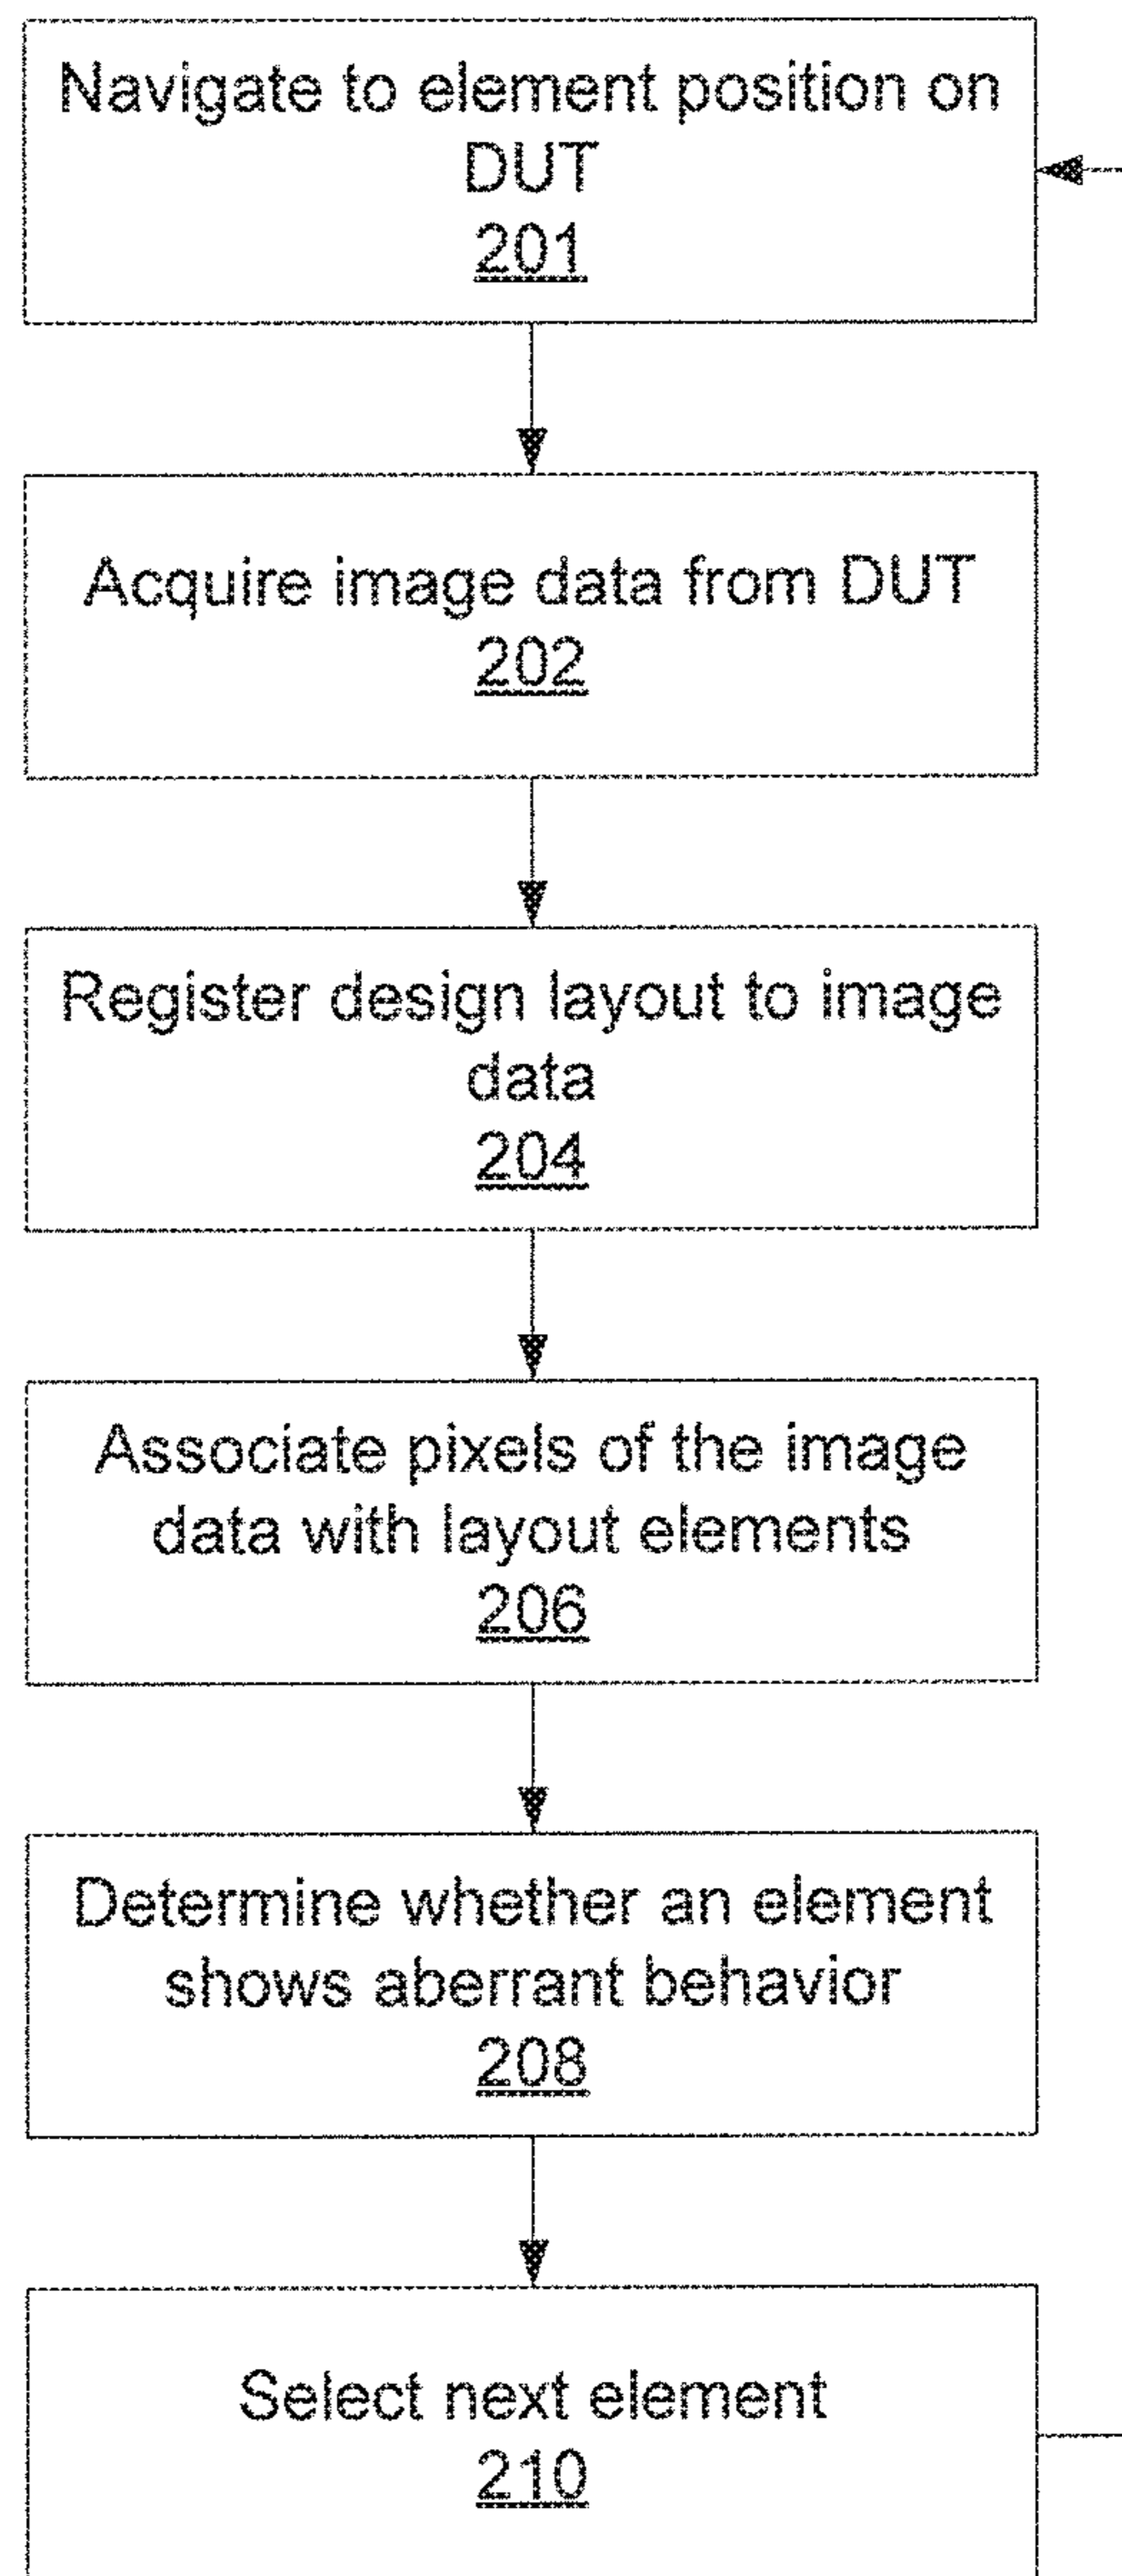 Navigate to element position on
DUT
201
Acquire image data from DUT
202
Register design layout to image
data
204
Associate pixels of the image
data with layout elements
206
Determine whether an element
shows aberrant behavior
208
Select next element
210